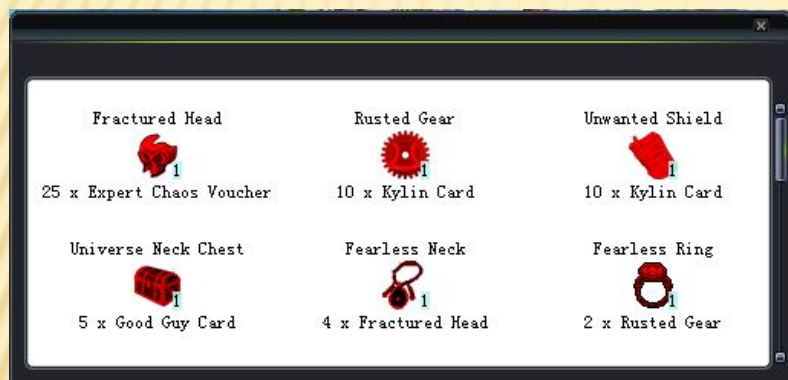 Fractured Head
Rusted Gear
Unwanted Shield
1
1
1
25 x Expert Chaos Voucher
10 x Kylin Card
10 x Kylin Card
Universe Neck Chest
Fearless Neck
Fearless Ring
1
1
1
5 x Good Guy Card
4 x Fractured Head
2 x Rusted Gear